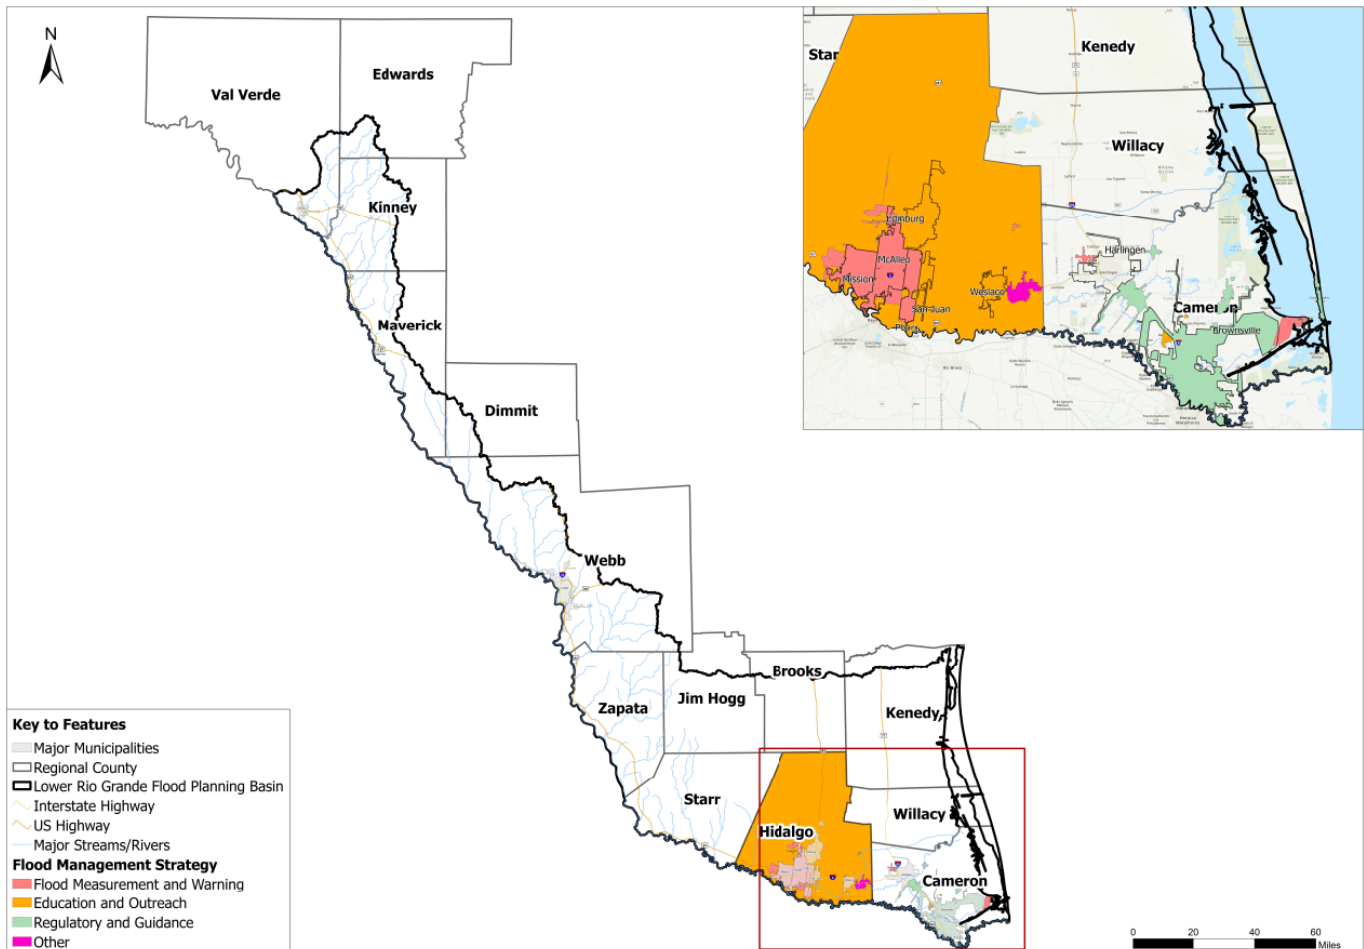 N
Val Verde
Edwards
Kinney
Maverick
Dimmit
Webb
Zapata
Jim Hogg
Brooks
Kenedy
Starr
Hidalgo
Willacy
Cameron
Star
Kenedy
Willacy
Edinburg
McAllen
Mission
San Juan
Pharr
Weslaco
Harlingen
Cameron
Brownsville
Key to Features
Major Municipalities
Regional County
Lower Rio Grande Flood Planning Basin
Interstate Highway
US Highway
Major Streams/Rivers
Flood Management Strategy
Flood Measurement and Warning
Education and Outreach
Regulatory and Guidance
Other
0 20 40 60
Miles